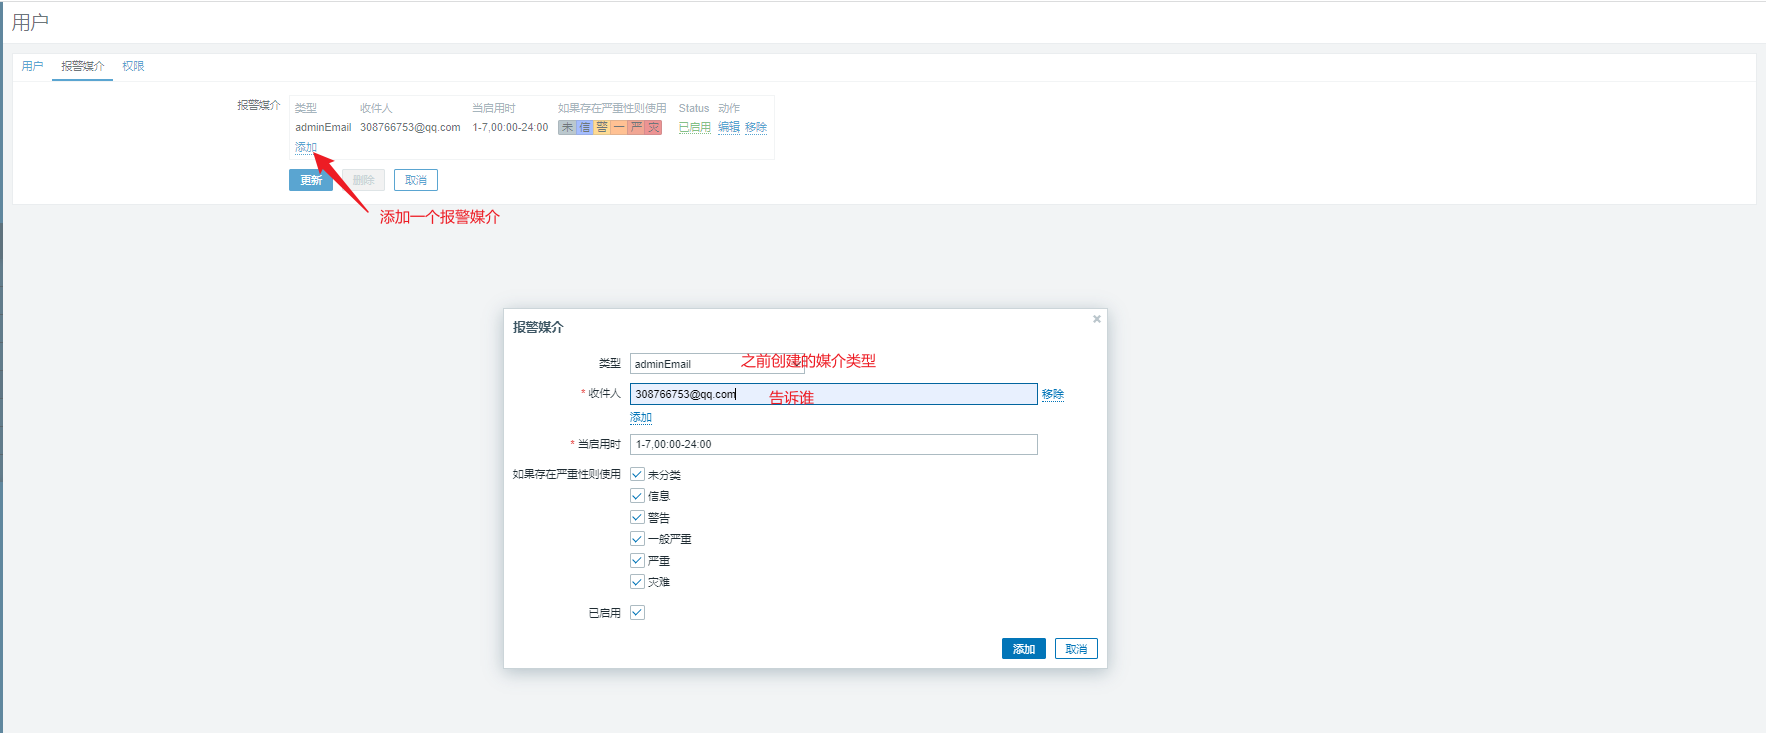 用户
用户 报警媒介 权限
报警媒介 类型 收件人 当启用时 如果存在严重性则使用 Status 动作
adminEmail 308766753@qq.com 1-7,00:00-24:00 未 信 警 一 严 灾 已启用 编辑 移除
添加
更新 删除 取消
添加一个报警媒介
报警媒介
类型 adminEmail 之前创建的媒介类型
* 收件人 308766753@qq.com 告诉谁 移除
添加
* 当启用时 1-7,00:00-24:00
如果存在严重性则使用 未分类
信息
警告
一般严重
严重
灾难
已启用
添加 取消